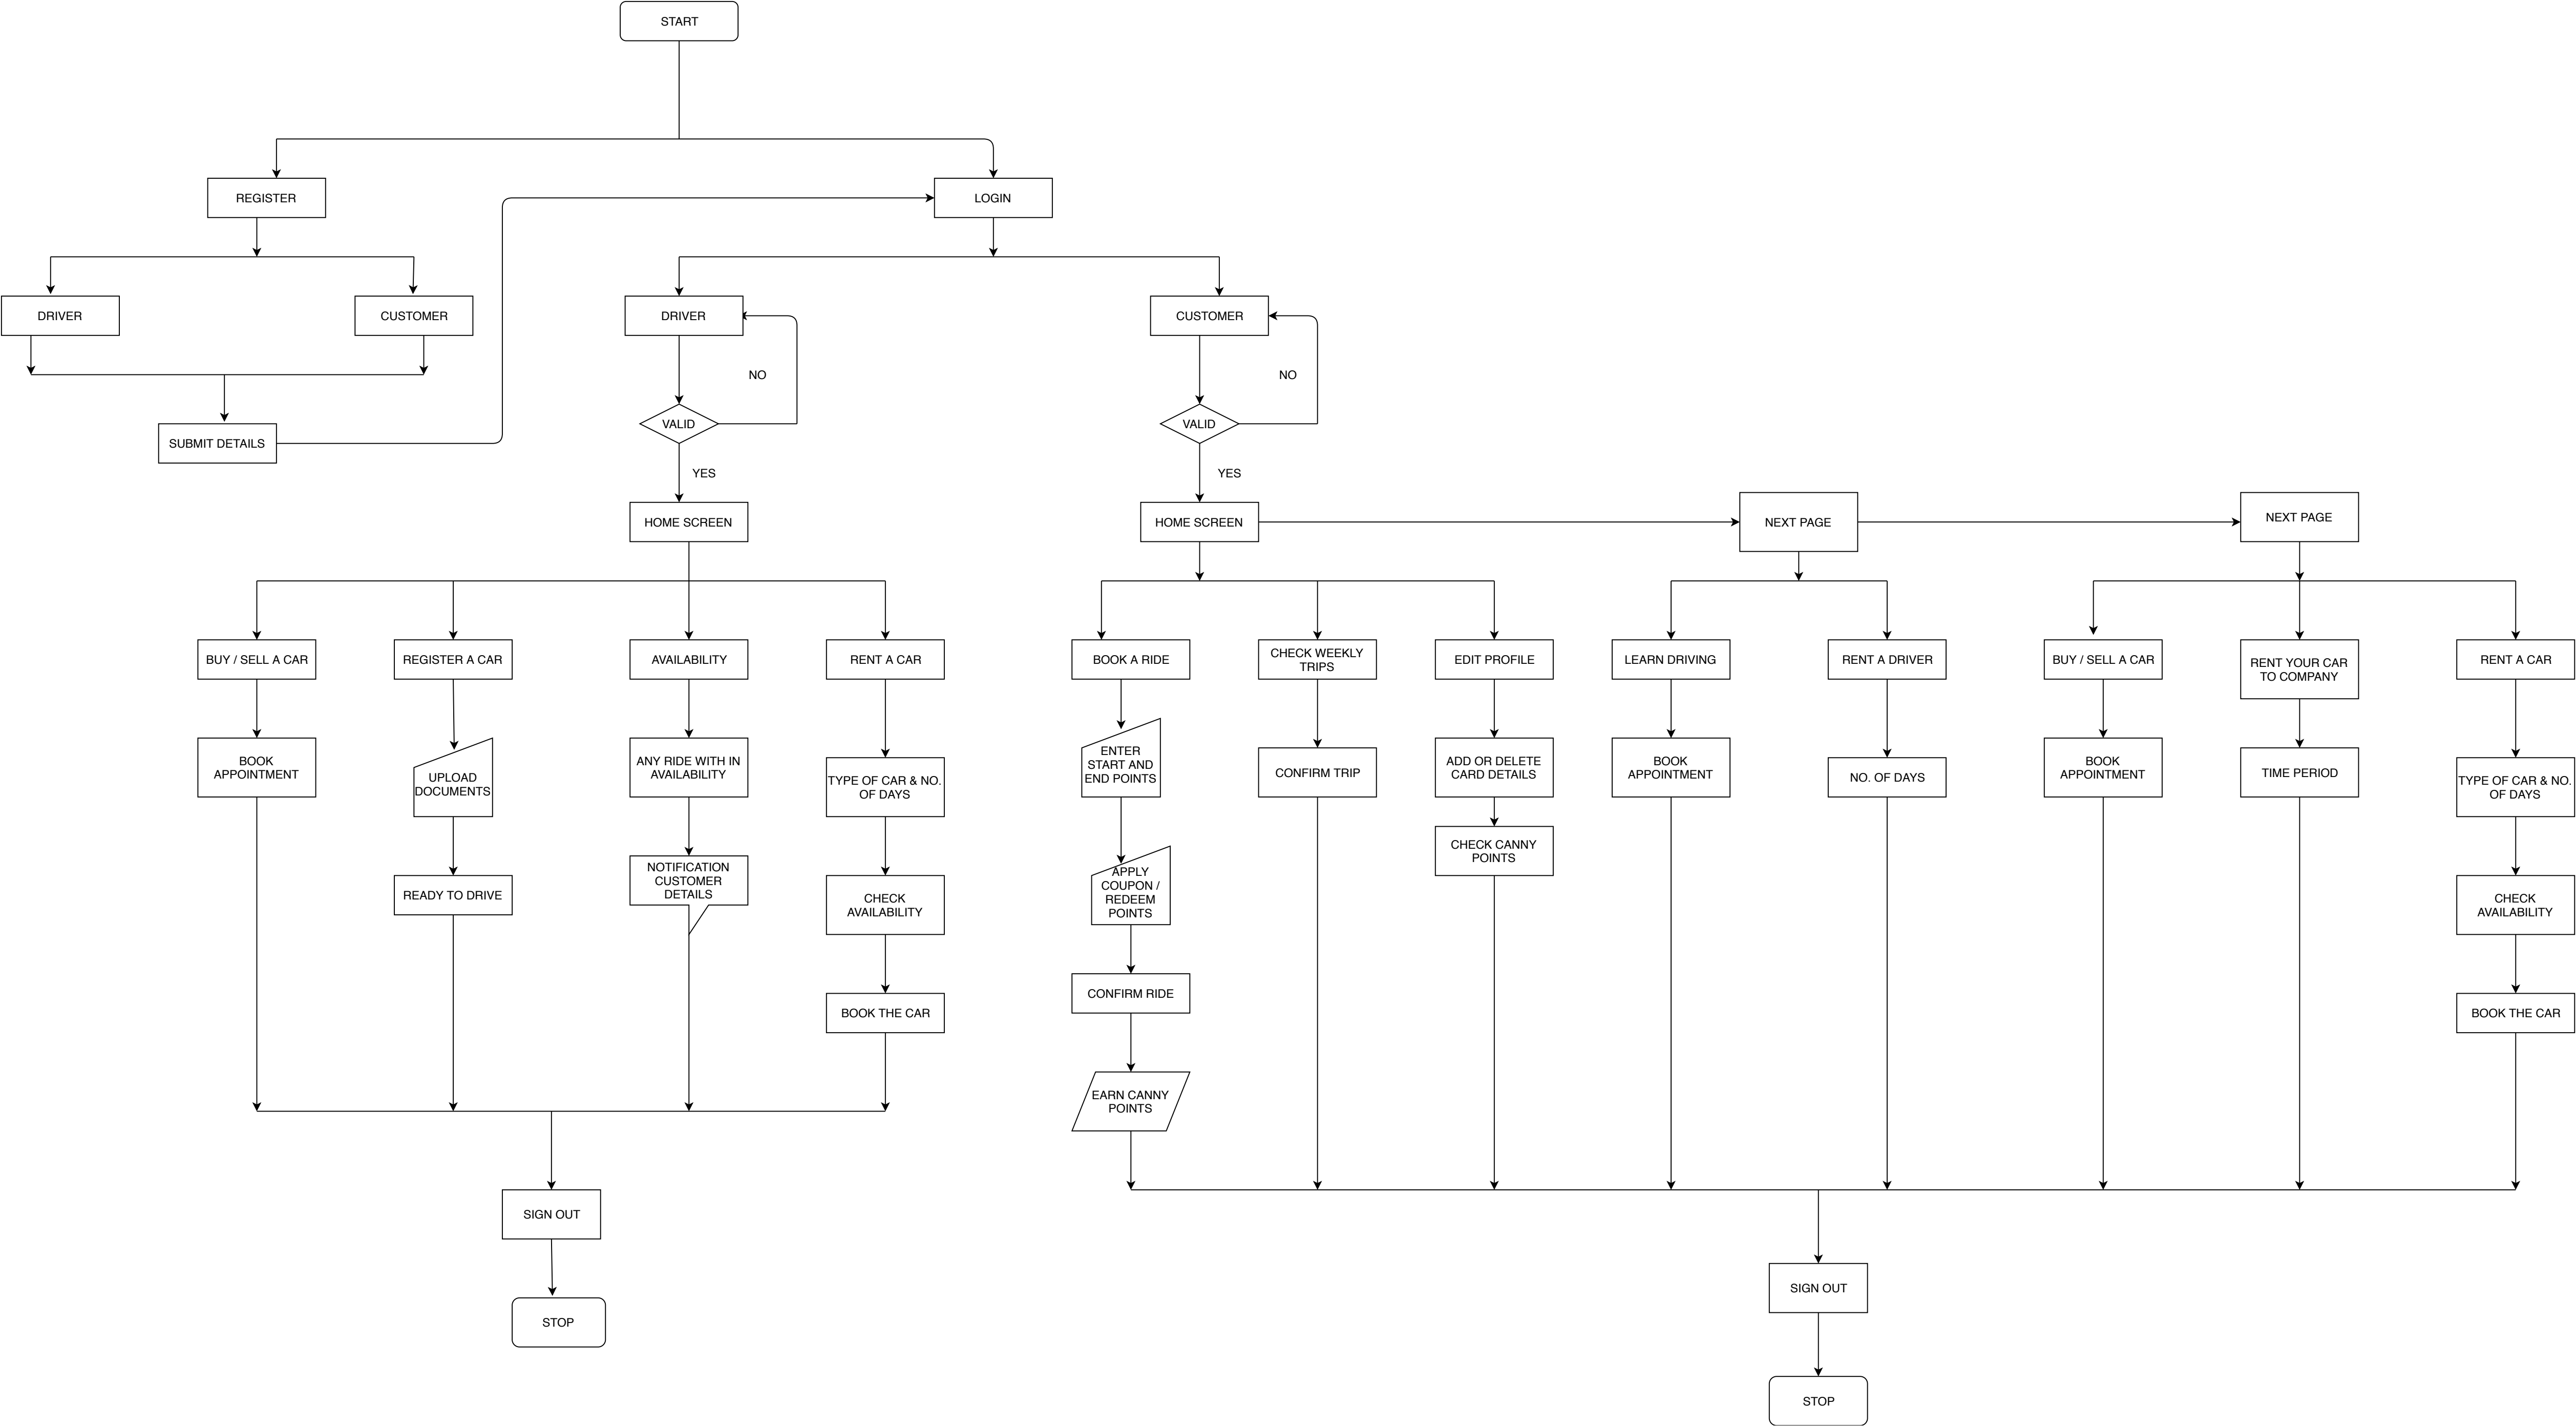 START
REGISTER
LOGIN
DRIVER
CUSTOMER
DRIVER
CUSTOMER
NO
NO
VALID
VALID
SUBMIT DETAILS
YES
YES
HOME SCREEN
HOME SCREEN
NEXT PAGE
NEXT PAGE
BUY / SELL A CAR
REGISTER A CAR
AVAILABILITY
RENT A CAR
BOOK A RIDE
CHECK WEEKLY
TRIPS
EDIT PROFILE
LEARN DRIVING
RENT A DRIVER
BUY / SELL A CAR
RENT YOUR CAR
TO COMPANY
RENT A CAR
BOOK
APPOINTMENT
UPLOAD
DOCUMENTS
ANY RIDE WITH IN
AVAILABILITY
TYPE OF CAR & NO.
OF DAYS
ENTER
START AND
END POINTS
CONFIRM TRIP
ADD OR DELETE
CARD DETAILS
BOOK
APPOINTMENT
NO. OF DAYS
BOOK
APPOINTMENT
TIME PERIOD
TYPE OF CAR & NO.
OF DAYS
CHECK CANNY
POINTS
READY TO DRIVE
NOTIFICATION
CUSTOMER
DETAILS
CHECK
AVAILABILITY
APPLY
COUPON /
REDEEM
POINTS
CHECK
AVAILABILITY
CONFIRM RIDE
BOOK THE CAR
BOOK THE CAR
EARN CANNY
POINTS
SIGN OUT
SIGN OUT
STOP
STOP